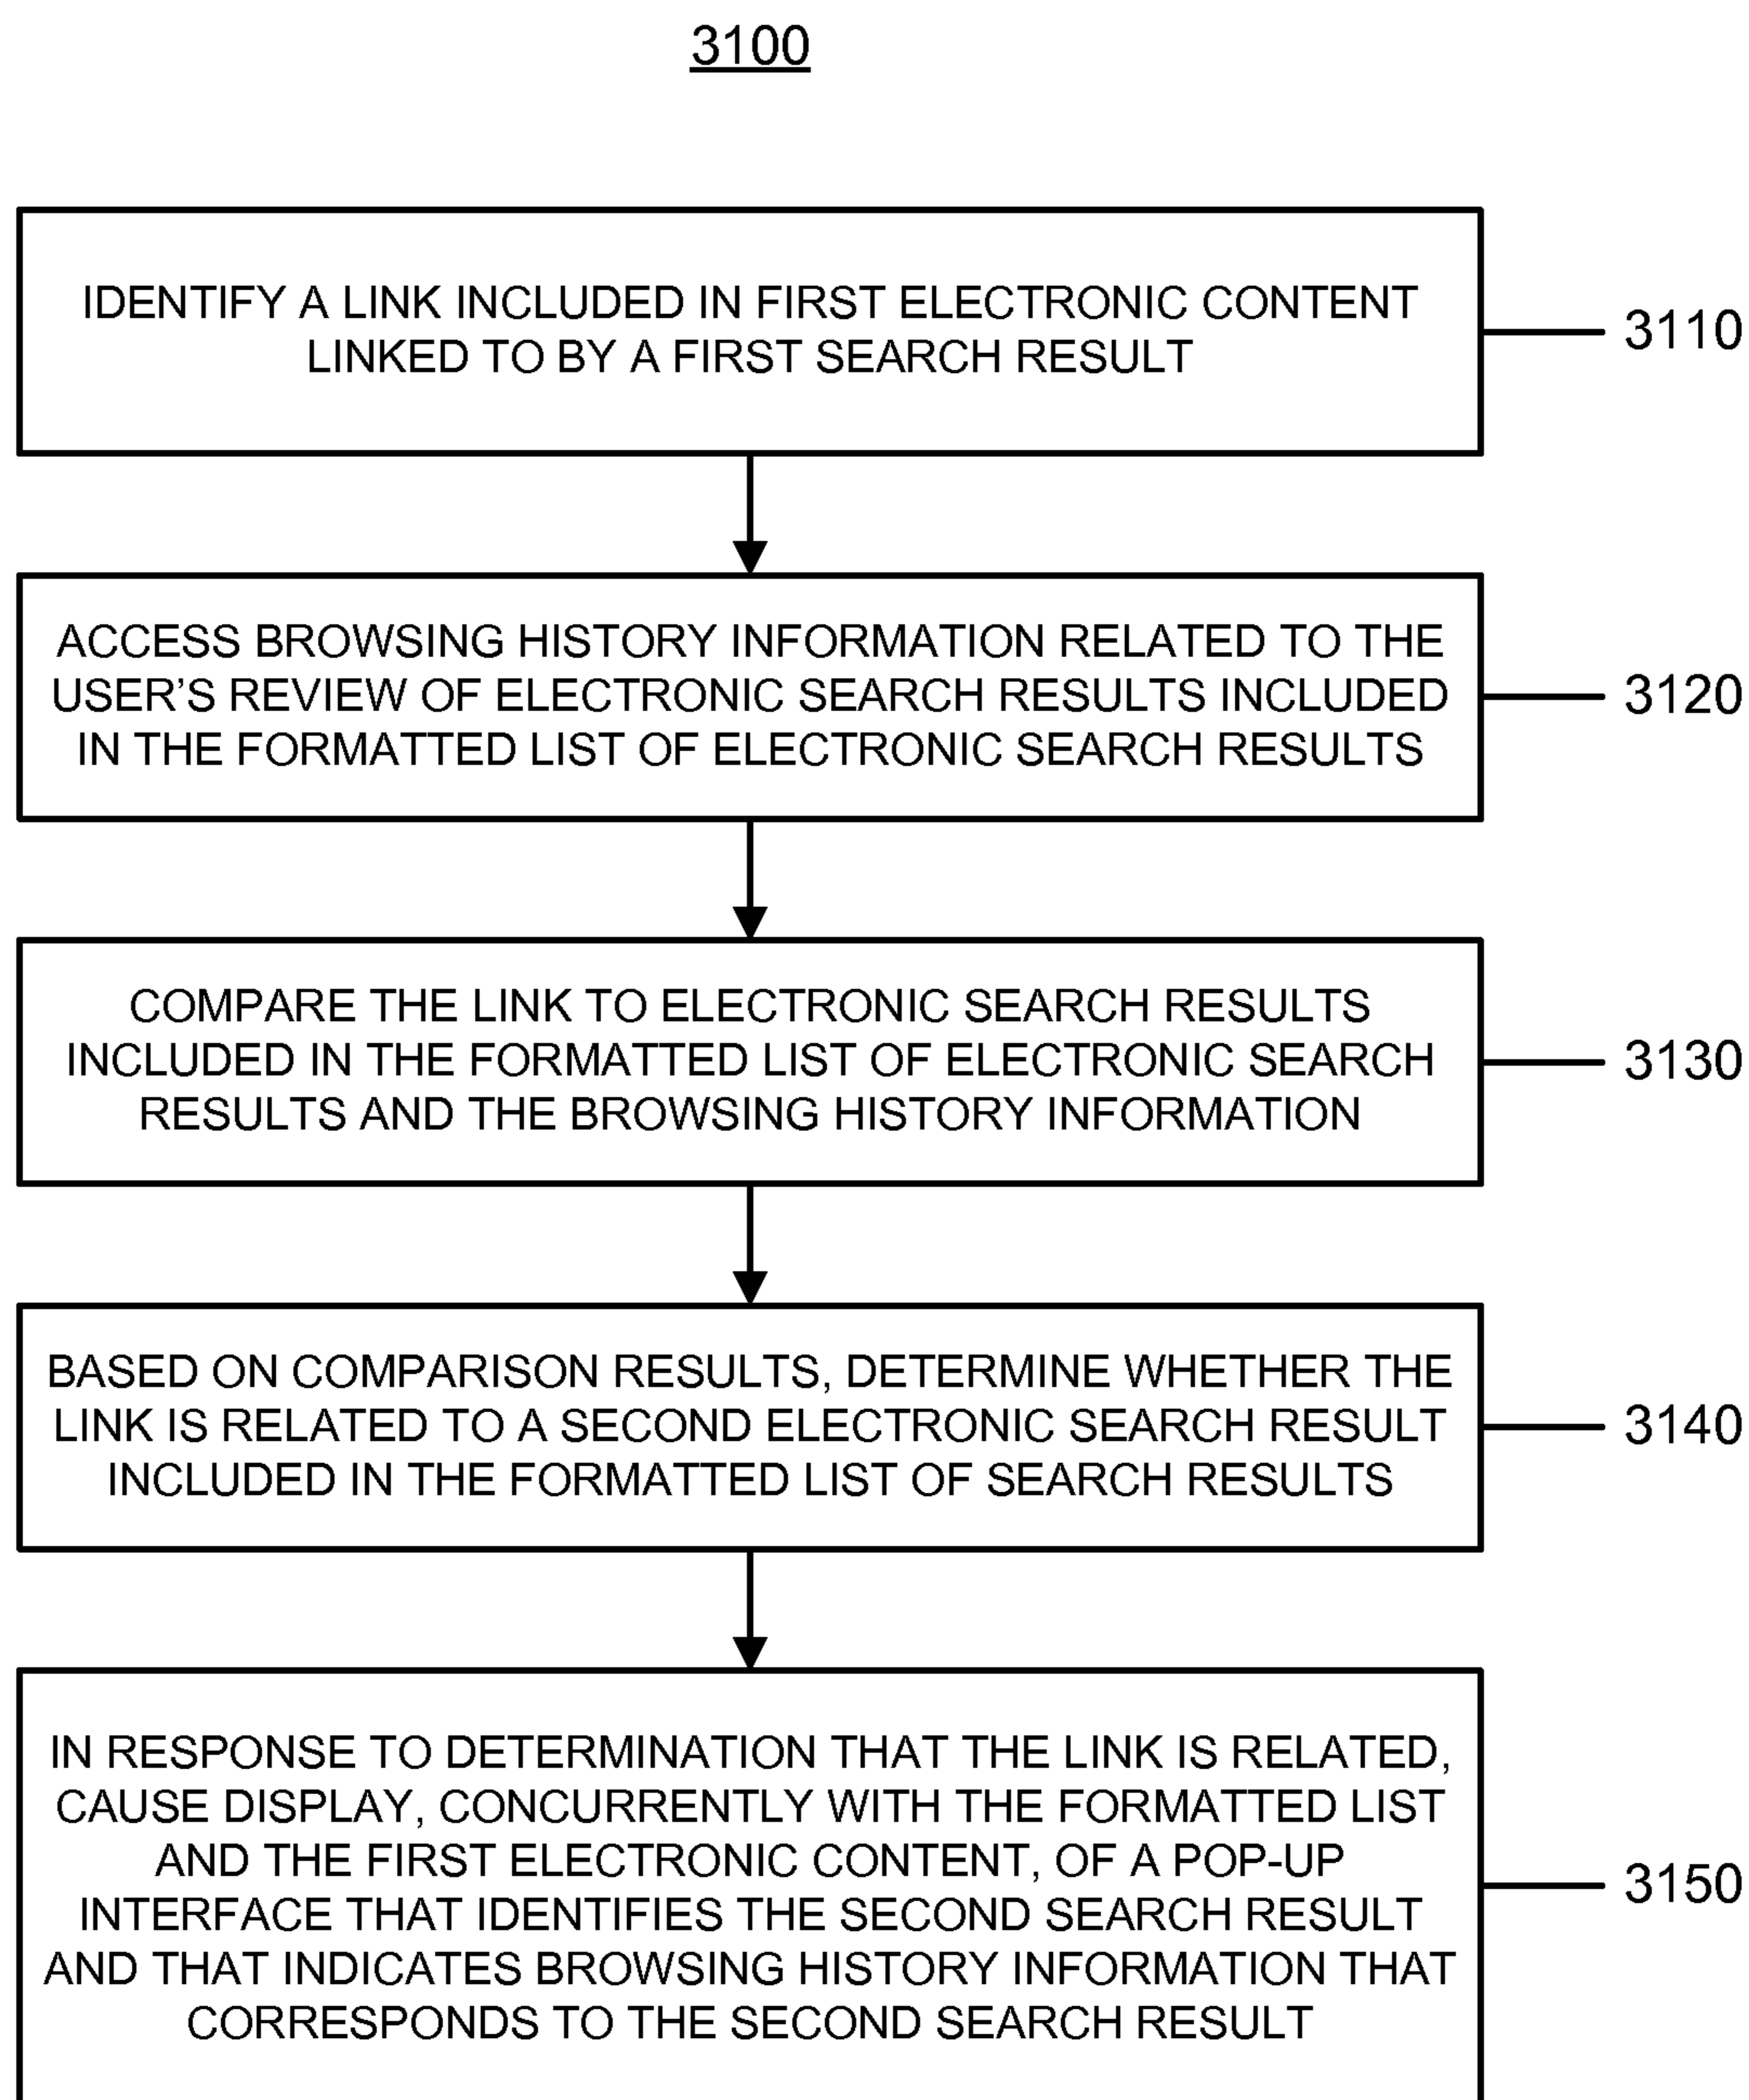 3100
IDENTIFY A LINK INCLUDED IN FIRST ELECTRONIC CONTENT
LINKED TO BY A FIRST SEARCH RESULT
3110
ACCESS BROWSING HISTORY INFORMATION RELATED TO THE
USER’S REVIEW OF ELECTRONIC SEARCH RESULTS INCLUDED
IN THE FORMATTED LIST OF ELECTRONIC SEARCH RESULTS
3120
COMPARE THE LINK TO ELECTRONIC SEARCH RESULTS
INCLUDED IN THE FORMATTED LIST OF ELECTRONIC SEARCH
RESULTS AND THE BROWSING HISTORY INFORMATION
3130
BASED ON COMPARISON RESULTS, DETERMINE WHETHER THE
LINK IS RELATED TO A SECOND ELECTRONIC SEARCH RESULT
INCLUDED IN THE FORMATTED LIST OF SEARCH RESULTS
3140
IN RESPONSE TO DETERMINATION THAT THE LINK IS RELATED,
CAUSE DISPLAY, CONCURRENTLY WITH THE FORMATTED LIST
AND THE FIRST ELECTRONIC CONTENT, OF A POP-UP
INTERFACE THAT IDENTIFIES THE SECOND SEARCH RESULT
AND THAT INDICATES BROWSING HISTORY INFORMATION THAT
CORRESPONDS TO THE SECOND SEARCH RESULT
3150